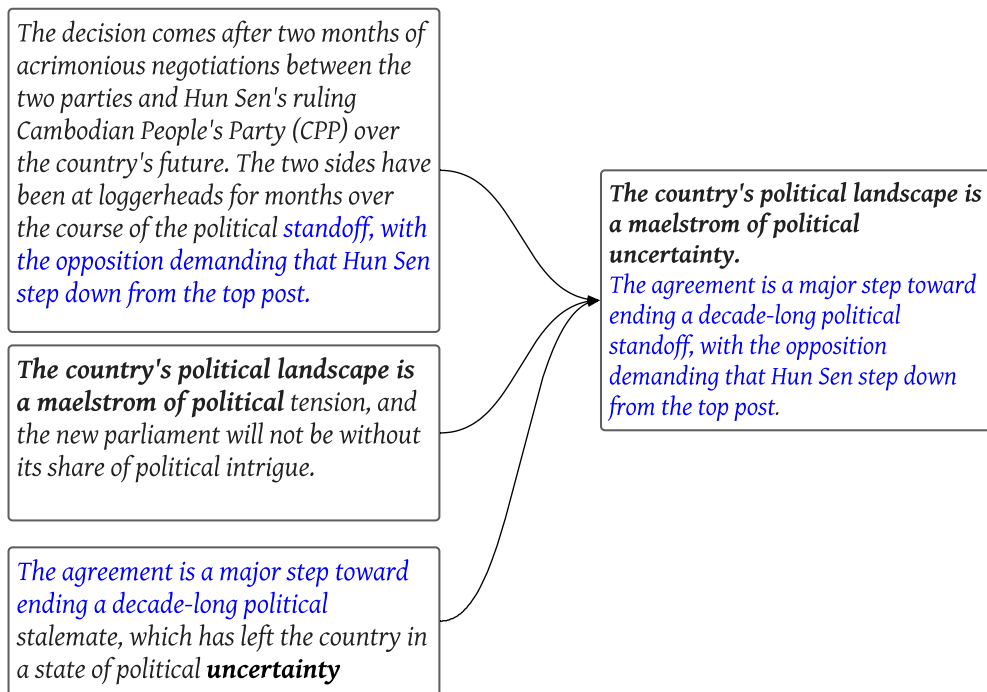 The decision comes after two months of
acrimonious negotiations between the
two parties and Hun Sen's ruling
Cambodian People's Party (CPP) over
the country's future. The two sides have
been at loggerheads for months over
the course of the political standoff, with
the opposition demanding that Hun Sen
step down from the top post.
The country's political landscape is
a maelstrom of political tension, and
the new parliament will not be without
its share of political intrigue.
The agreement is a major step toward
ending a decade-long political
stalemate, which has left the country in
a state of political uncertainty
The country's political landscape is
a maelstrom of political
uncertainty.
The agreement is a major step toward
ending a decade-long political
standoff, with the opposition
demanding that Hun Sen step down
from the top post.